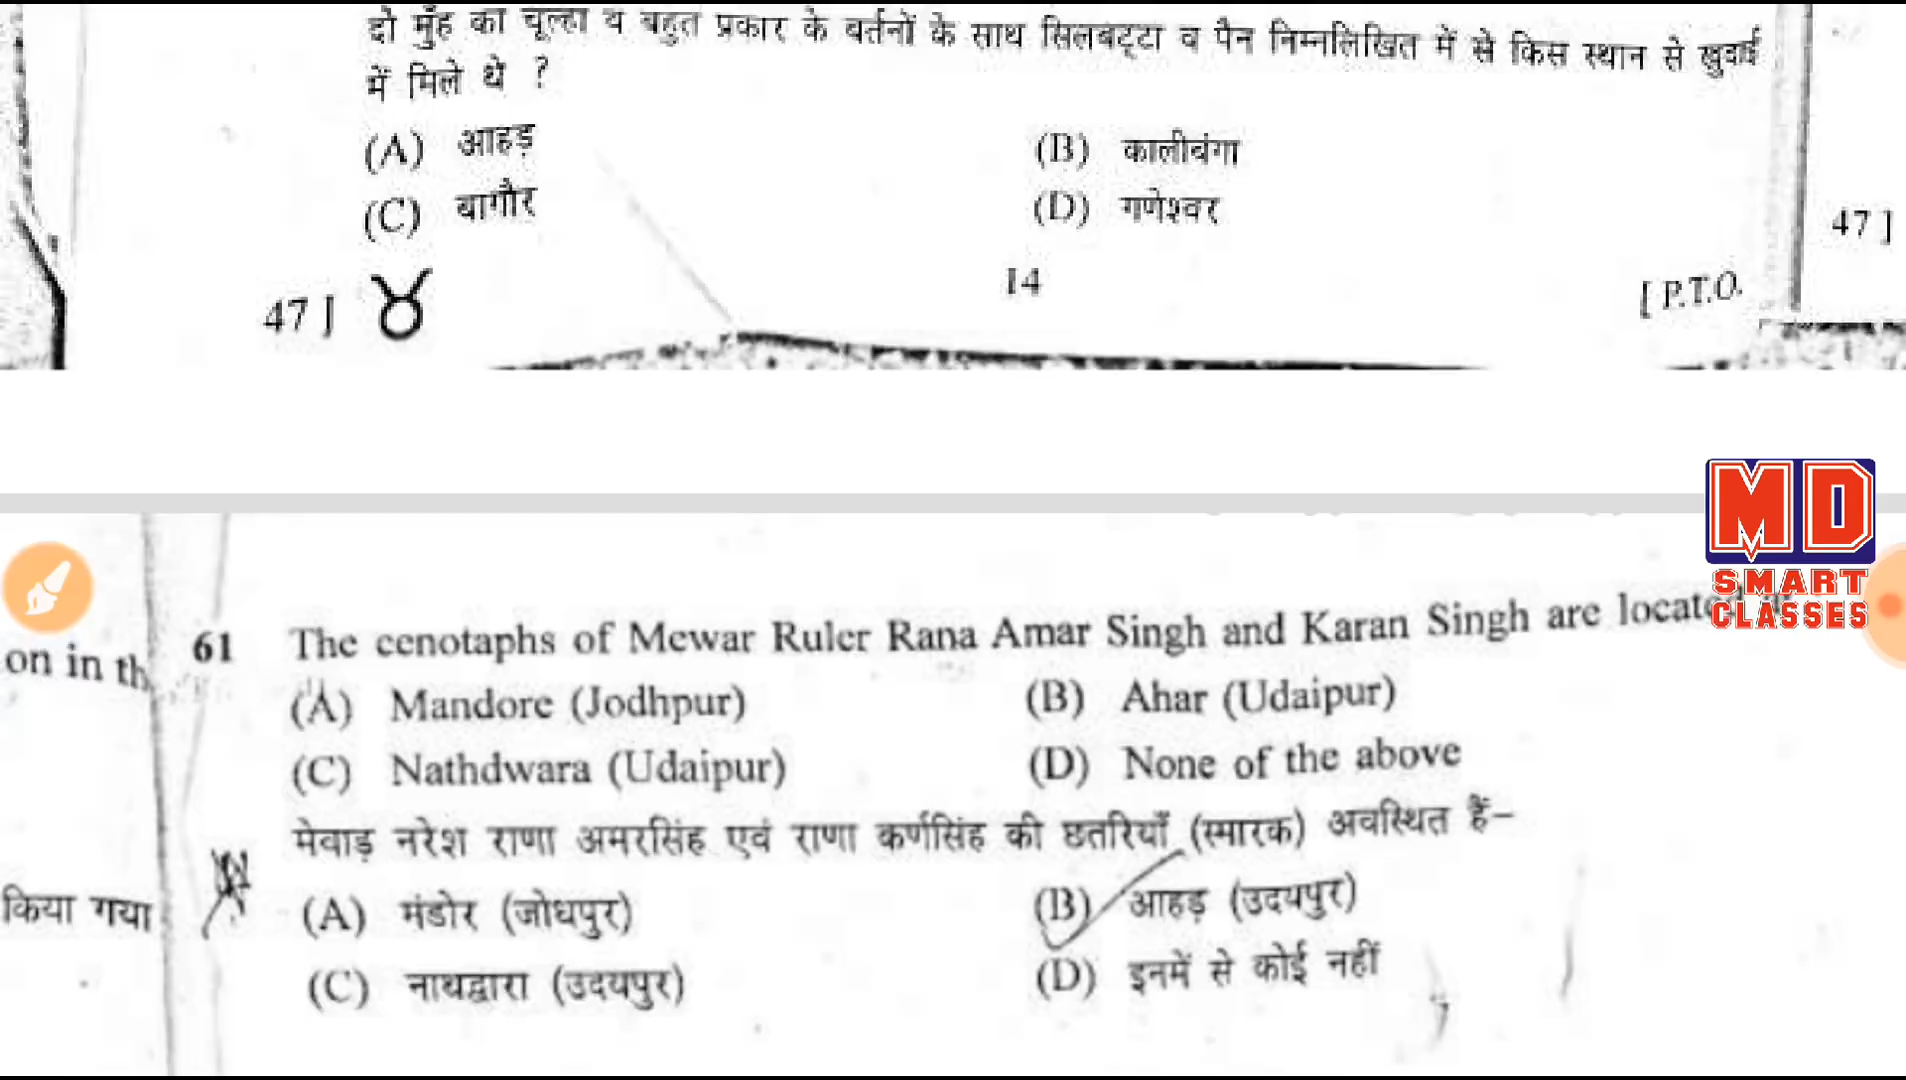 दो मुँह का चूल्हा व बहुत प्रकार के बर्तनों के साथ सिलबट्टा व पैन निम्नलिखित में से किस स्थान से खुदाई
में मिले थे ?
(A) आहड़ (B) कालीबंगा
(C) बागौर (D) गणेश्वर
47]
47] 14 [ P.T.O.
MD
SMART
CLASSES
61 The cenotaphs of Mewar Ruler Rana Amar Singh and Karan Singh are located
on in th
(A) Mandore (Jodhpur) (B) Ahar (Udaipur)
(C) Nathdwara (Udaipur) (D) None of the above
मेवाड़ नरेश राणा अमरसिंह एवं राणा कर्णसिंह की छतरियाँ (स्मारक) अवस्थित हैं-
किया गया
(A) मंडोर (जोधपुर) (B) आहड़ (उदयपुर)
(C) नाथद्वारा (उदयपुर) (D) इनमें से कोई नहीं